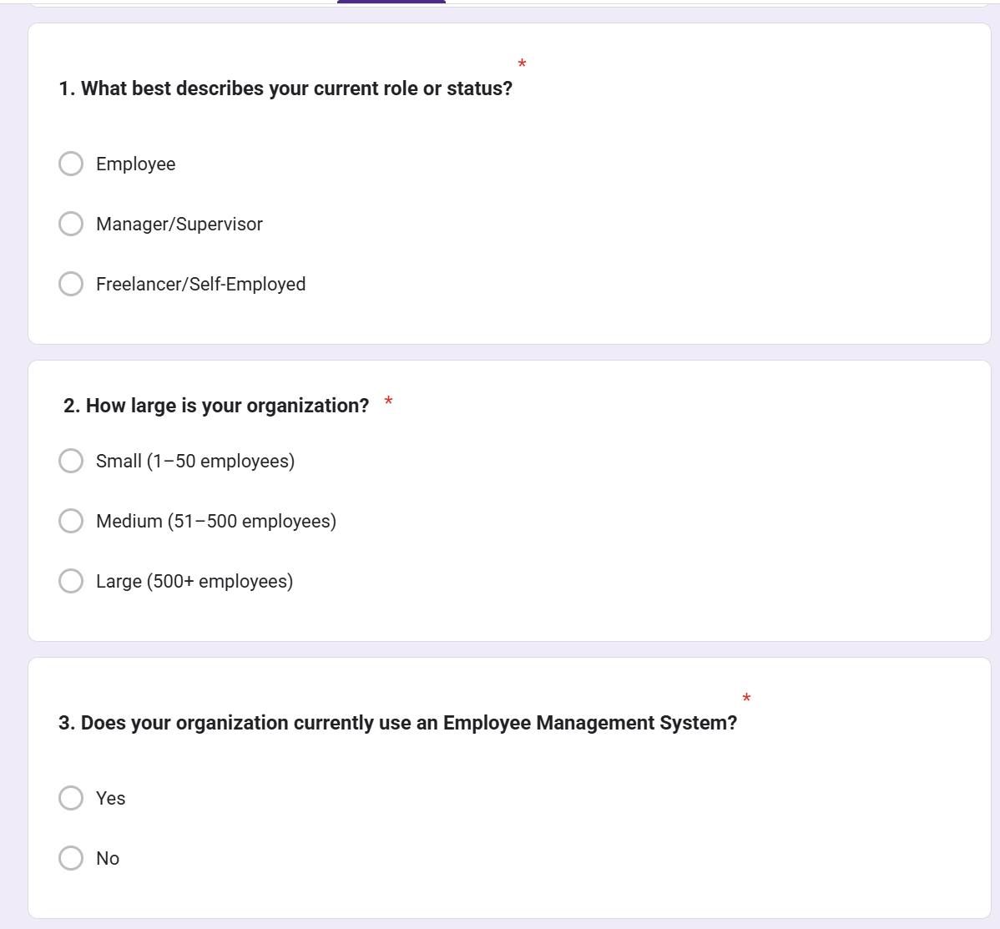 *
1. What best describes your current role or status?
Employee
Manager/Supervisor
Freelancer/Self-Employed
2. How large is your organization? *
Small (1–50 employees)
Medium (51–500 employees)
Large (500+ employees)
*
3. Does your organization currently use an Employee Management System?
Yes
No